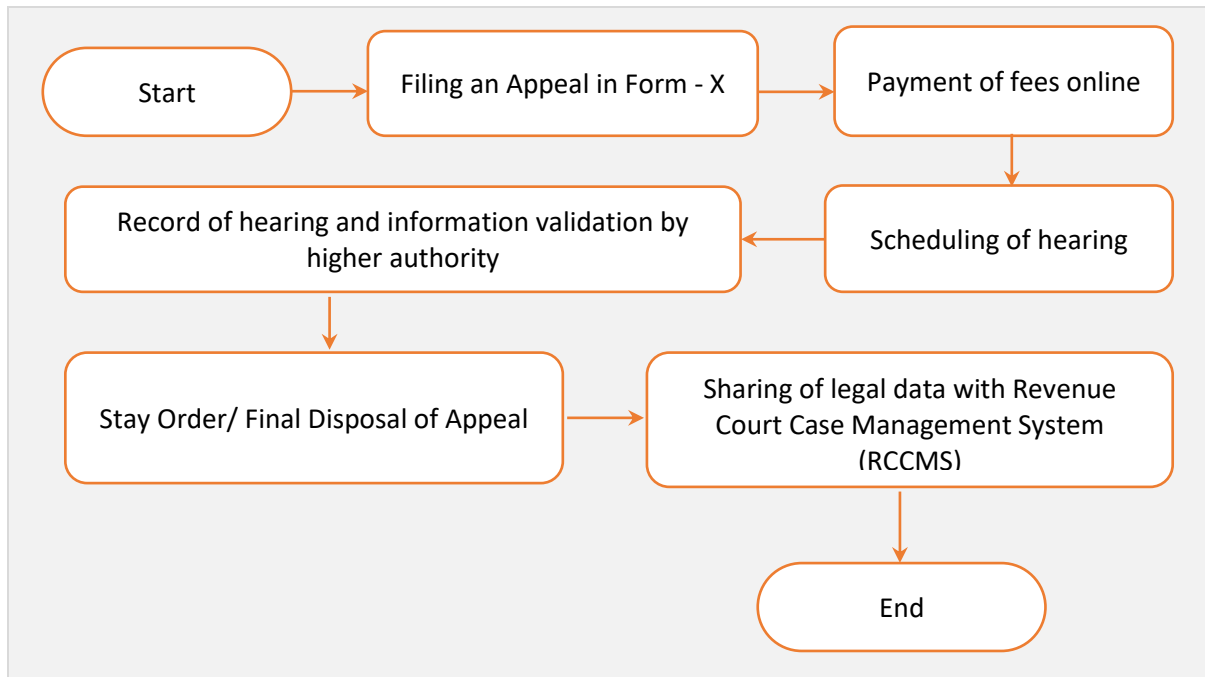 Start
Filing an Appeal in Form - X
Payment of fees online
Scheduling of hearing
Record of hearing and information validation by
higher authority
Stay Order/ Final Disposal of Appeal
Sharing of legal data with Revenue
Court Case Management System
(RCCMS)
End